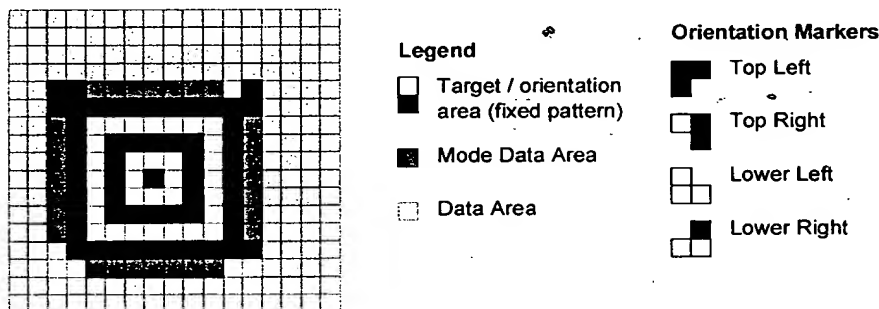 Legend
Target / orientation
area (fixed pattern)
Mode Data Area
Data Area
Orientation Markers
Top Left
Top Right
Lower Left
Lower Right